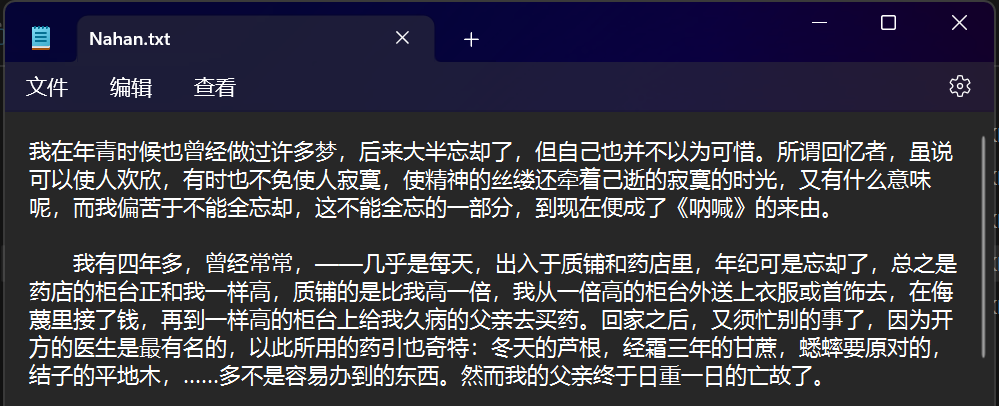 Nahan.txt
文件 编辑 查看
我在年青时候也曾经做过许多梦，后来大半忘却了，但自己也并不以为可惜。所谓回忆者，虽说
可以使人欢欣，有时也不免使人寂寞，使精神的丝缕还牵着己逝的寂寞的时光，又有什么意味
呢，而我偏苦于不能全忘却，这不能全忘的一部分，到现在便成了《呐喊》的来由。
我有四年多，曾经常常，——几乎是每天，出入于质铺和药店里，年纪可是忘却了，总之是
药店的柜台正和我一样高，质铺的是比我高一倍，我从一倍高的柜台外送上衣服或首饰去，在侮
蔑里接了钱，再到一样高的柜台上给我久病的父亲去买药。回家之后，又须忙别的事了，因为开
方的医生是最有名的，以此所用的药引也奇特：冬天的芦根，经霜三年的甘蔗，蟋蟀要原对的，
结子的平地木，……多不是容易办到的东西。然而我的父亲终于日重一日的亡故了。